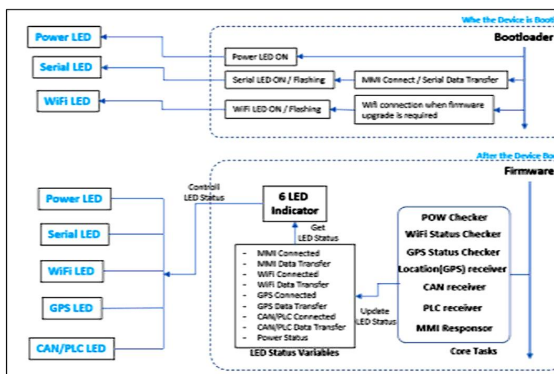 Whe the Device is Booti
Bootloader
Power LED
Power LED ON
Serial LED
Serial LED ON / Flashing
MMI Connect / Serial Data Transfer
WiFi LED
WiFi LED ON / Flashing
Wifi connection when firmware
upgrade is required
After the Device Boo
Firmware
Controll
LED Status
6 LED
Indicator
Get
LED Status
Power LED
Serial LED
WiFi LED
GPS LED
CAN/PLC LED
- MMI Connected
- MMI Data Transfer
- WiFi Connected
- WiFi Data Transfer
- GPS Connected
- GPS Data Transfer
- CAN/PLC Connected
- CAN/PLC Data Transfer
- Power Status
LED Status Variables
Update
LED Status
POW Checker
WiFi Status Checker
GPS Status Checker
Location(GPS) receiver
CAN receiver
PLC receiver
MMI Responsor
Core Tasks